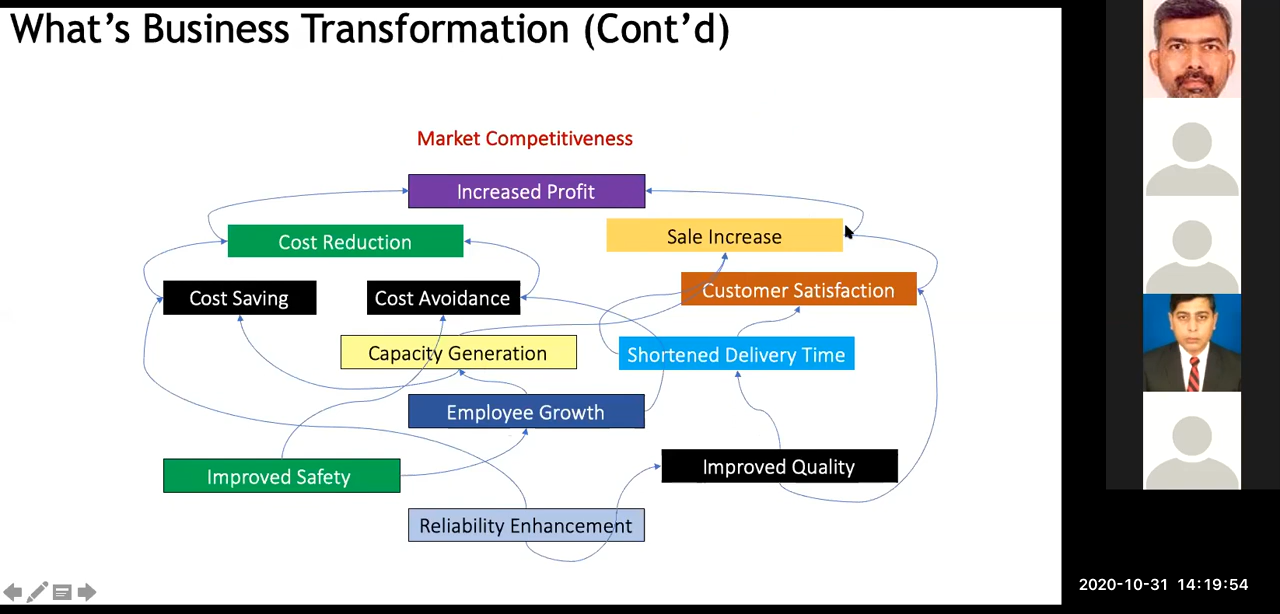 What's Business Transformation (Cont'd)
Market Competitiveness
Increased Profit
Cost Reduction
Sale Increase
Cost Saving
Cost Avoidance
Customer Satisfaction
Capacity Generation
Shortened Delivery Time
Employee Growth
Improved Safety
Improved Quality
Reliability Enhancement
2020-10-31 14:19:54